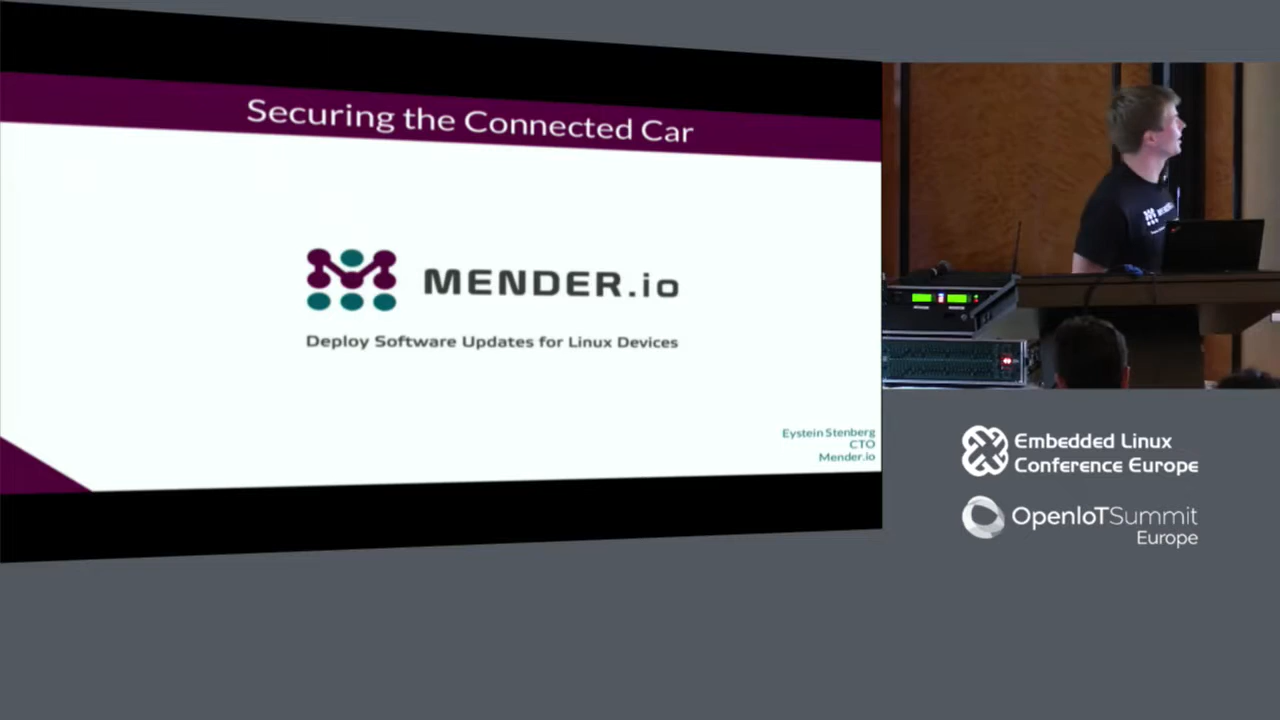 Securing the Connected Car
MENDER.io
Deploy Software Updates for Linux Devices
Eystein Stenberg
CTO
Mender.io
Embedded Linux
Conference Europe
OpenIoTSummit
Europe